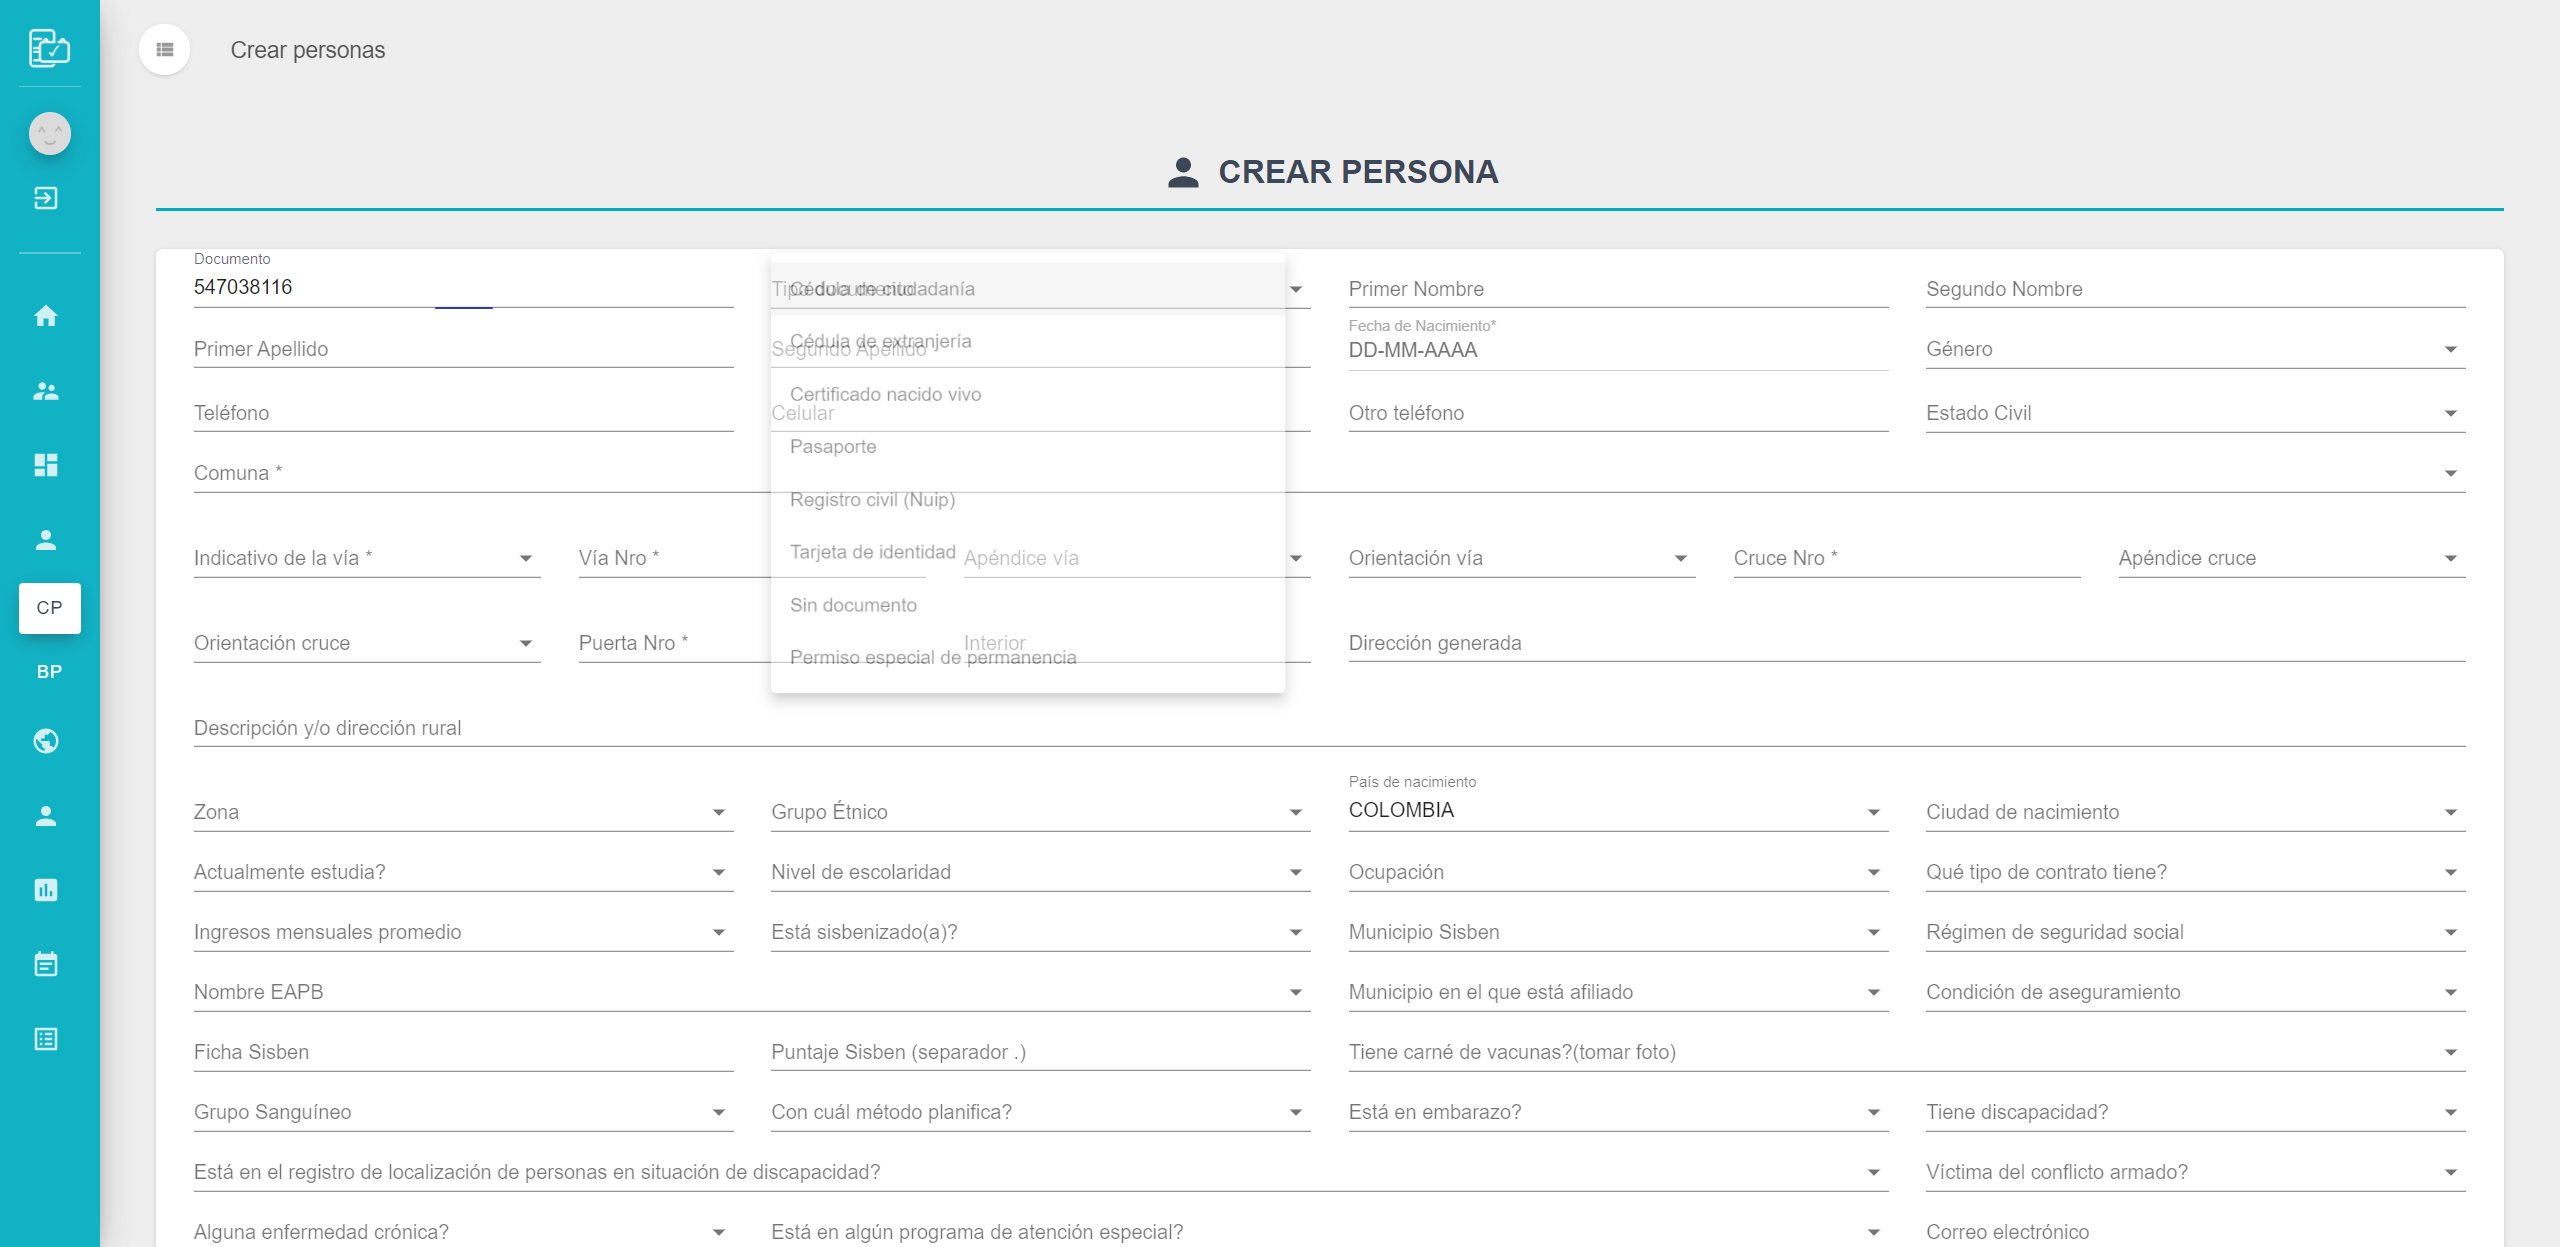 Crear personas
CREAR PERSONA
Documento
547038116
Tipo documento
Cédula de ciudadanía
Primer Nombre
Segundo Nombre
Primer Apellido
Segundo Apellido
Cédula de extranjería
Fecha de Nacimiento*
DD-MM-AAAA
Género
Certificado nacido vivo
Teléfono
Celular
Otro teléfono
Estado Civil
Pasaporte
Comuna *
Registro civil (Nuip)
Tarjeta de identidad
Indicativo de la vía *
Vía Nro *
Apéndice vía
Orientación vía
Cruce Nro *
Apéndice cruce
CP
Sin documento
Orientación cruce
Puerta Nro *
Interior
Dirección generada
Permiso especial de permanencia
BP
Descripción y/o dirección rural
Zona
Grupo Étnico
País de nacimiento
COLOMBIA
Ciudad de nacimiento
Actualmente estudia?
Nivel de escolaridad
Ocupación
Qué tipo de contrato tiene?
Ingresos mensuales promedio
Está sisbenizado(a)?
Municipio Sisben
Régimen de seguridad social
Nombre EAPB
Municipio en el que está afiliado
Condición de aseguramiento
Ficha Sisben
Puntaje Sisben (separador .)
Tiene carné de vacunas?(tomar foto)
Grupo Sanguíneo
Con cuál método planifica?
Está en embarazo?
Tiene discapacidad?
Está en el registro de localización de personas en situación de discapacidad?
Víctima del conflicto armado?
Alguna enfermedad crónica?
Está en algún programa de atención especial?
Correo electrónico